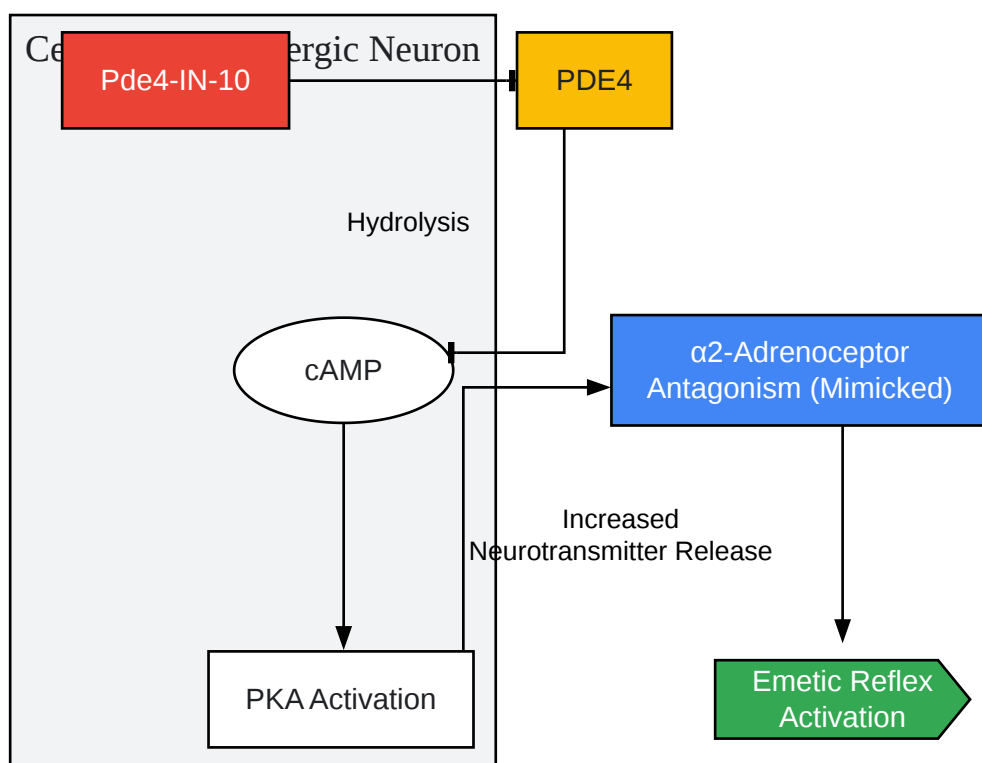 Ce ergic Neuron
Pde4-IN-10
PDE4
Hydrolysis
cAMP
α2-Adrenoceptor
Antagonism (Mimicked)
Increased
Neurotransmitter Release
PKA Activation
Emetic Reflex
Activation